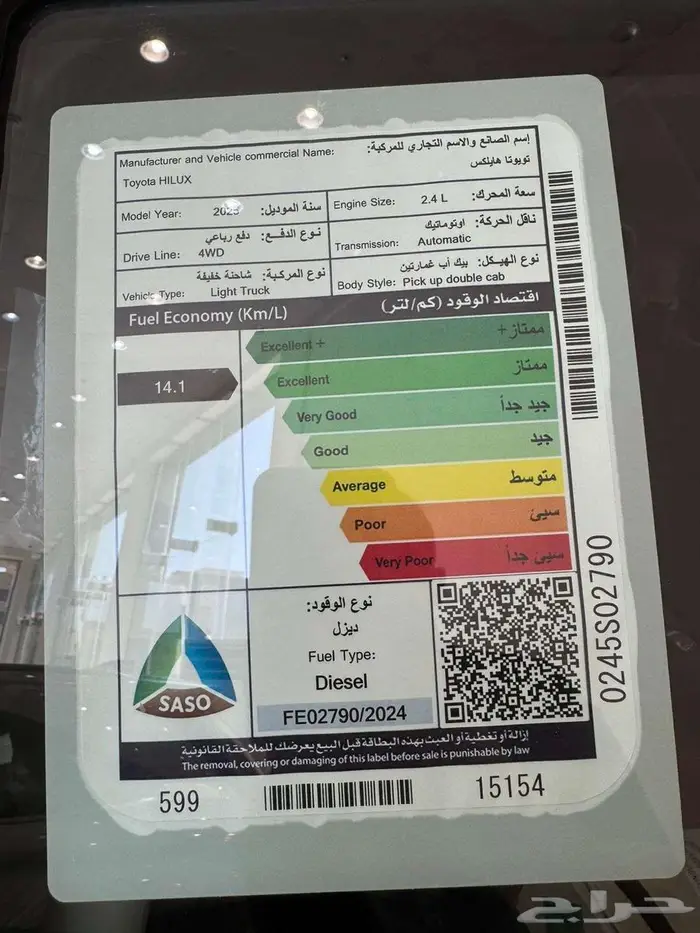 إسم الصانع والاسم التجاري للمركبة:
Manufacturer and Vehicle commercial Name:
تويوتا هايلكس
Toyota HILUX
Model Year: سنة الموديل:
Engine Size: 2.4 L سعة المحرك:
نوع الدفع: دفع رباعي
Drive Line: 4WD
ناقل الحركة: اوتوماتيك
Transmission: Automatic
نوع المركبة: شاحنة خفيفة
Vehicle Type: Light Truck
نوع الهيكل: بيك أب غمارتين
Body Style: Pick up double cab
Fuel Economy (Km/L) اقتصاد الوقود (كم/لتر)
Excellent + ممتاز+
14.1
Excellent ممتاز
Very Good جيد جداً
Good جيد
Average متوسط
Poor سيئ
Very Poor سيئ جداً
نوع الوقود:
ديزل
Fuel Type:
Diesel
FE02790/2024
SASO
0245S02790
إزالة أو تغطية أو العبث بهذه البطاقة قبل البيع يعرضك للملاحقة القانونية
The removal, covering or damaging of this label before sale is punishable by law
599
15154
حراج